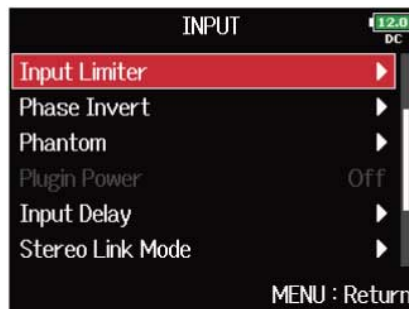 INPUT
12.0
DC
Input Limiter
Phase Invert
Phantom
Plugin Power Off
Input Delay
Stereo Link Mode
MENU : Return